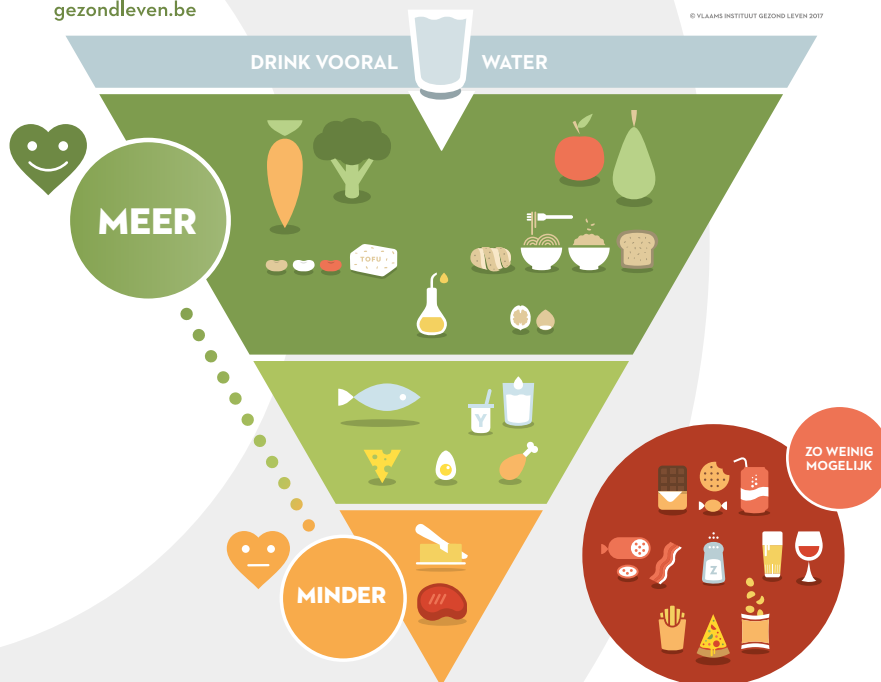 gezondleven.be
© VLAAMS INSTITUUT GEZOND LEVEN 2017
DRINK VOORAL WATER
MEER
TOFU
Y
ZO WEINIG
MOGELIJK
Z
MINDER